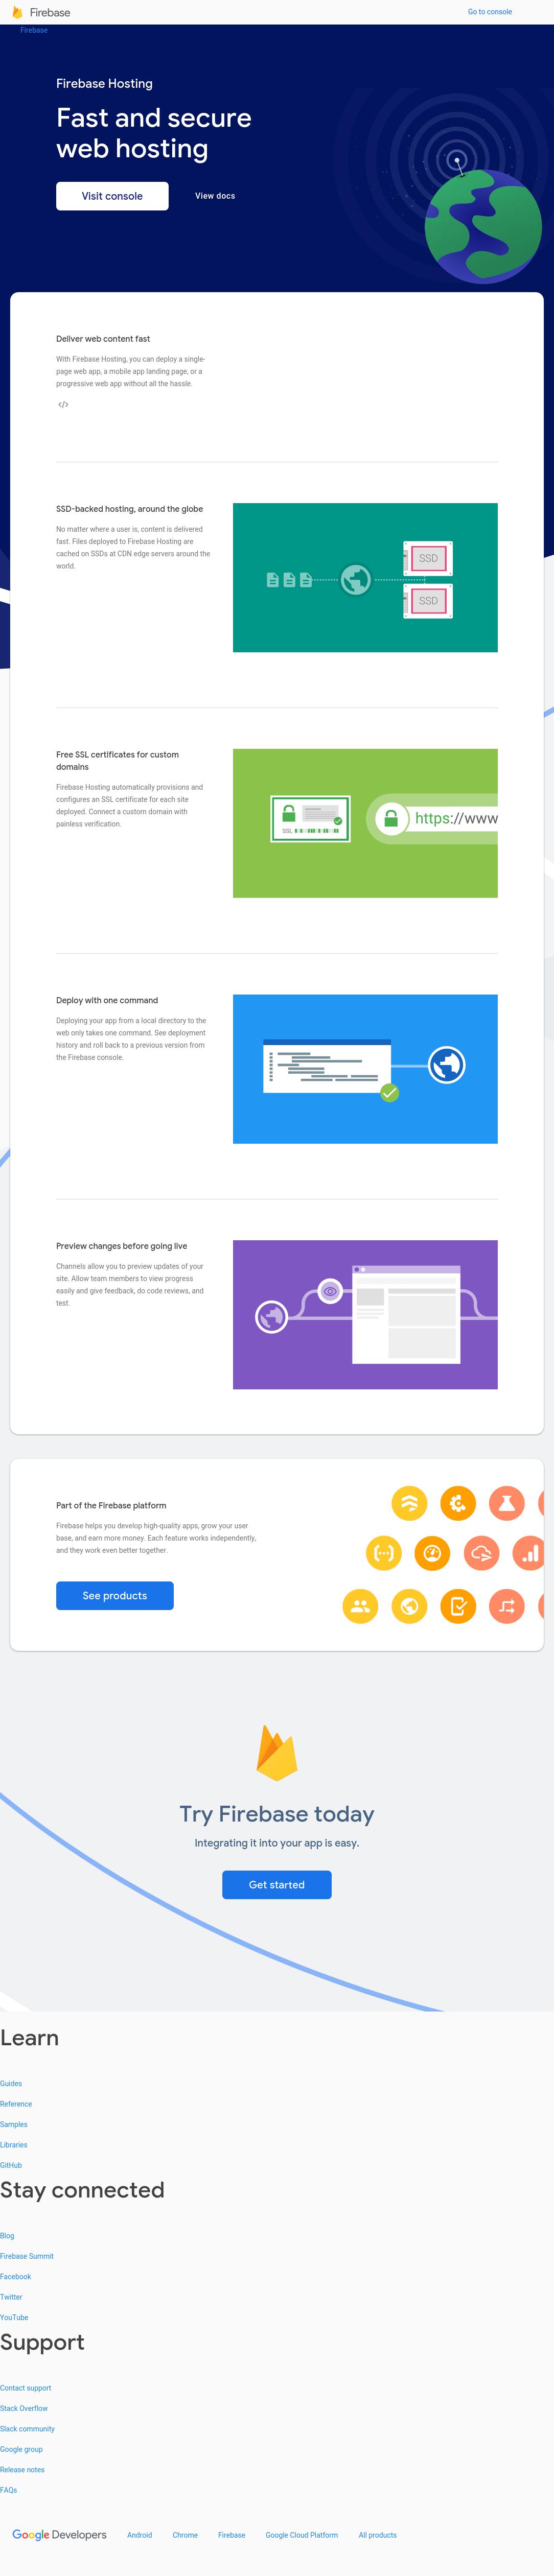 Firebase
Go to console
Firebase
Firebase Hosting
Fast and secure
web hosting
Visit console
View docs
Deliver web content fast
With Firebase Hosting, you can deploy a single-
page web app, a mobile app landing page, or a
progressive web app without all the hassle.
SSD-backed hosting, around the globe
No matter where a user is, content is delivered
fast. Files deployed to Firebase Hosting are
cached on SSDs at CDN edge servers around the
world.
SSD
SSD
Free SSL certificates for custom
domains
Firebase Hosting automatically provisions and
configures an SSL certificate for each site
deployed. Connect a custom domain with
painless verification.
SSL
https://www
Deploy with one command
Deploying your app from a local directory to the
web only takes one command. See deployment
history and roll back to a previous version from
the Firebase console.
Preview changes before going live
Channels allow you to preview updates of your
site. Allow team members to view progress
easily and give feedback, do code reviews, and
test.
Part of the Firebase platform
Firebase helps you develop high-quality apps, grow your user
base, and earn more money. Each feature works independently,
and they work even better together.
See products
Try Firebase today
Integrating it into your app is easy.
Get started
Learn
Guides
Reference
Samples
Libraries
GitHub
Stay connected
Blog
Firebase Summit
Facebook
Twitter
YouTube
Support
Contact support
Stack Overflow
Slack community
Google group
Release notes
FAQs
Google Developers
Android
Chrome
Firebase
Google Cloud Platform
All products